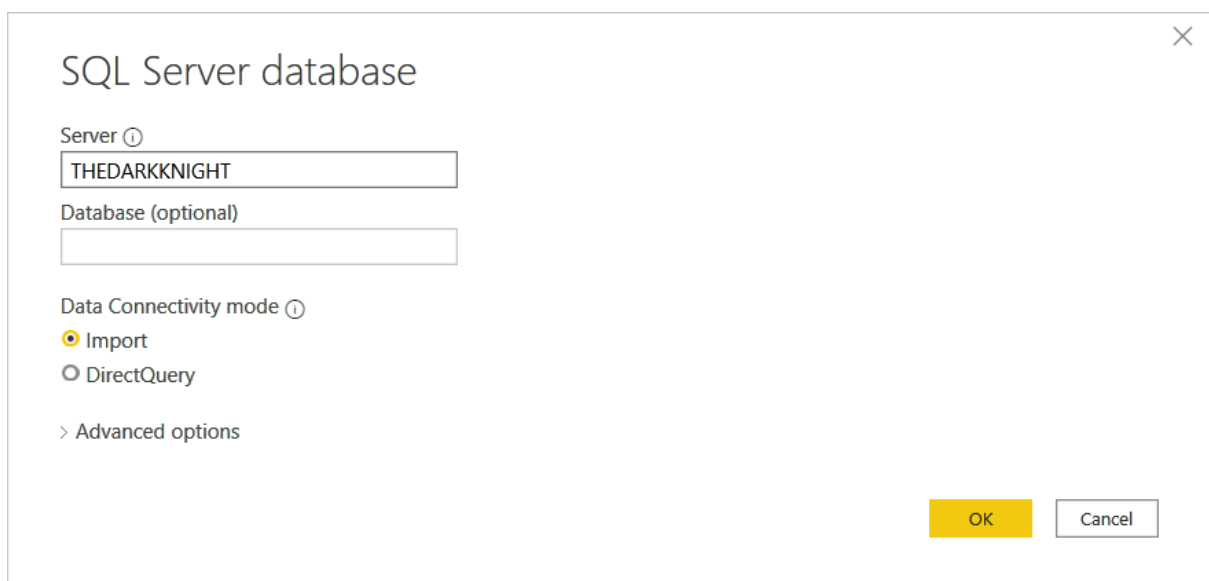 SQL Server database
Server
THEDARKKNIGHT
Database (optional)
Data Connectivity mode
Import
DirectQuery
Advanced options
OK
Cancel